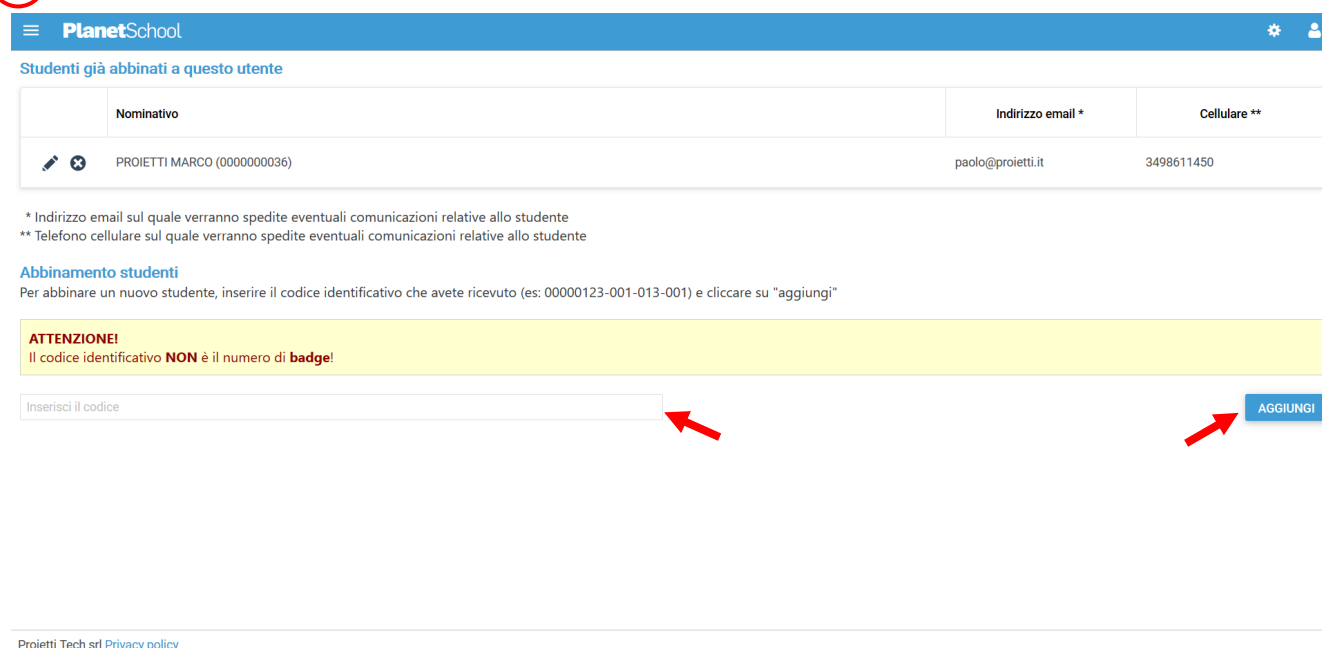 PlanetSchool
Studenti già abbinati a questo utente
Nominativo Indirizzo email * Cellulare **
PROIETTI MARCO (0000000036) paolo@proietti.it 3498611450
* Indirizzo email sul quale verranno spedite eventuali comunicazioni relative allo studente
** Telefono cellulare sul quale verranno spedite eventuali comunicazioni relative allo studente
Abbinamento studenti
Per abbinare un nuovo studente, inserire il codice identificativo che avete ricevuto (es: 00000123-001-013-001) e cliccare su "aggiungi"
ATTENZIONE!
Il codice identificativo NON è il numero di badge!
Inserisci il codice AGGIUNGI
Proietti Tech srl Privacy policy